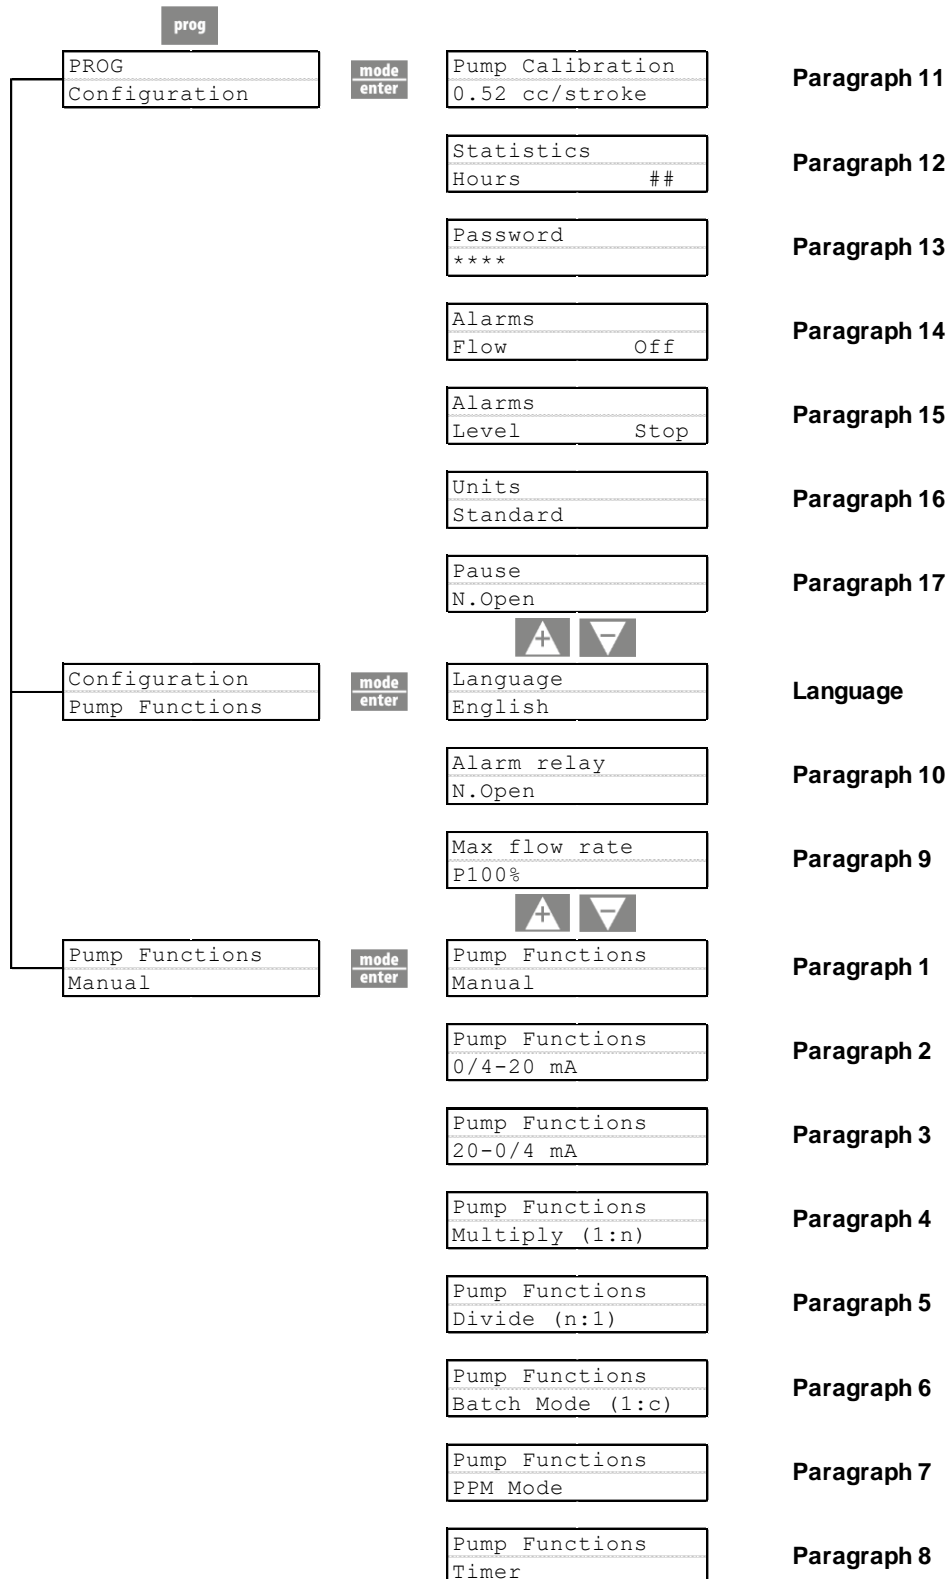 prog
PROG
Configuration
mode
enter
Pump Calibration
0.52 cc/stroke
Paragraph 11
Statistics
Hours ##
Paragraph 12
Password
****
Paragraph 13
Alarms
Flow Off
Paragraph 14
Alarms
Level Stop
Paragraph 15
Units
Standard
Paragraph 16
Pause
N.Open
Paragraph 17
+ −
Configuration
Pump Functions
mode
enter
Language
English
Language
Alarm relay
N.Open
Paragraph 10
Max flow rate
P100%
Paragraph 9
+ −
Pump Functions
Manual
mode
enter
Pump Functions
Manual
Paragraph 1
Pump Functions
0/4-20 mA
Paragraph 2
Pump Functions
20-0/4 mA
Paragraph 3
Pump Functions
Multiply (1:n)
Paragraph 4
Pump Functions
Divide (n:1)
Paragraph 5
Pump Functions
Batch Mode (1:c)
Paragraph 6
Pump Functions
PPM Mode
Paragraph 7
Pump Functions
Timer
Paragraph 8